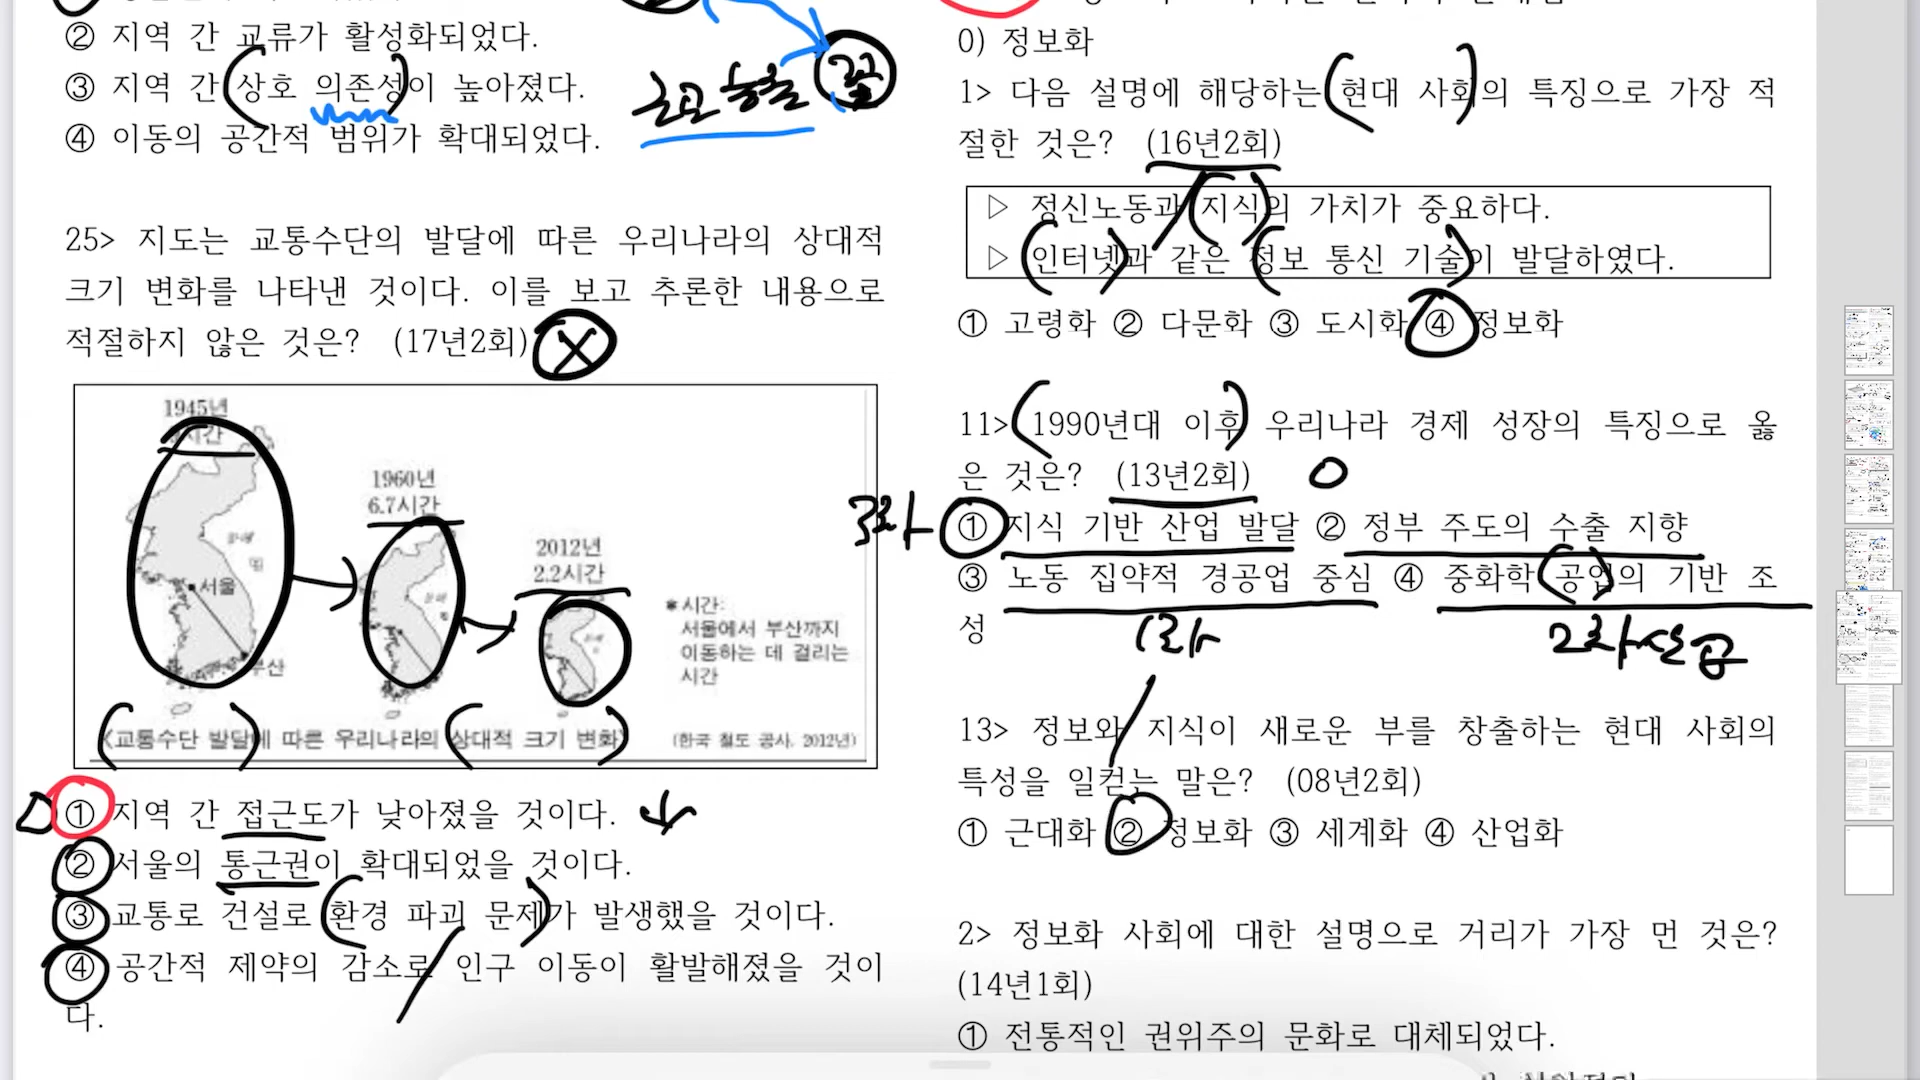 ② 지역 간 교류가 활성화되었다.
③ 지역 간 상호 의존성이 높아졌다.
④ 이동의 공간적 범위가 확대되었다.
25> 지도는 교통수단의 발달에 따른 우리나라의 상대적
크기 변화를 나타낸 것이다. 이를 보고 추론한 내용으로
적절하지 않은 것은? (17년2회)
1945년
시간
서울
부산
1960년
6.7시간
2012년
2.2시간
* 시간:
서울에서 부산까지
이동하는 데 걸리는
시간
<교통수단 발달에 따른 우리나라의 상대적 크기 변화>
(한국 철도 공사, 2012년)
① 지역 간 접근도가 낮아졌을 것이다.
② 서울의 통근권이 확대되었을 것이다.
③ 교통로 건설로 환경 파괴 문제가 발생했을 것이다.
④ 공간적 제약의 감소로 인구 이동이 활발해졌을 것이
다.
0) 정보화
1> 다음 설명에 해당하는 현대 사회의 특징으로 가장 적
절한 것은? (16년2회)
▷ 정신노동과 지식의 가치가 중요하다.
▷ 인터넷과 같은 정보 통신 기술이 발달하였다.
① 고령화 ② 다문화 ③ 도시화 ④ 정보화
11> 1990년대 이후 우리나라 경제 성장의 특징으로 옳
은 것은? (13년2회)
3차
① 지식 기반 산업 발달 ② 정부 주도의 수출 지향
③ 노동 집약적 경공업 중심 ④ 중화학 공업의 기반 조
성
1차
2차산업
13> 정보와 지식이 새로운 부를 창출하는 현대 사회의
특성을 일컫는 말은? (08년2회)
① 근대화 ② 정보화 ③ 세계화 ④ 산업화
2> 정보화 사회에 대한 설명으로 거리가 가장 먼 것은?
(14년1회)
① 전통적인 권위주의 문화로 대체되었다.